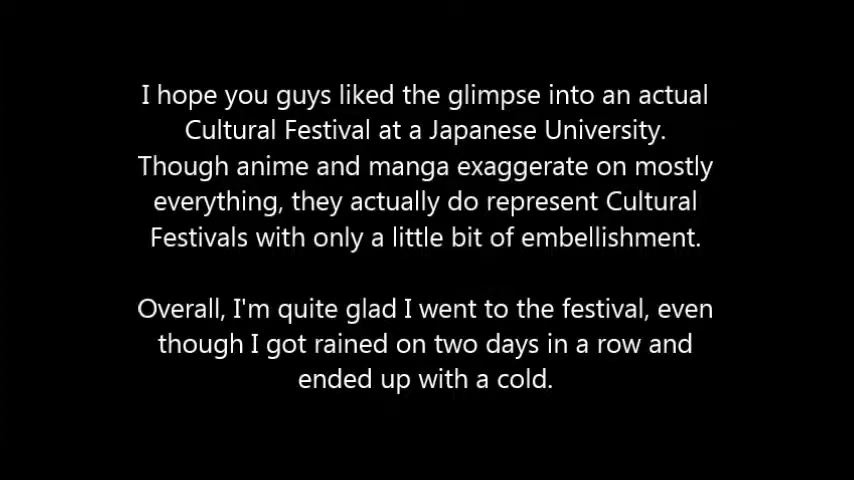 I hope you guys liked the glimpse into an actual
Cultural Festival at a Japanese University.
Though anime and manga exaggerate on mostly
everything, they actually do represent Cultural
Festivals with only a little bit of embellishment.
Overall, I'm quite glad I went to the festival, even
though I got rained on two days in a row and
ended up with a cold.